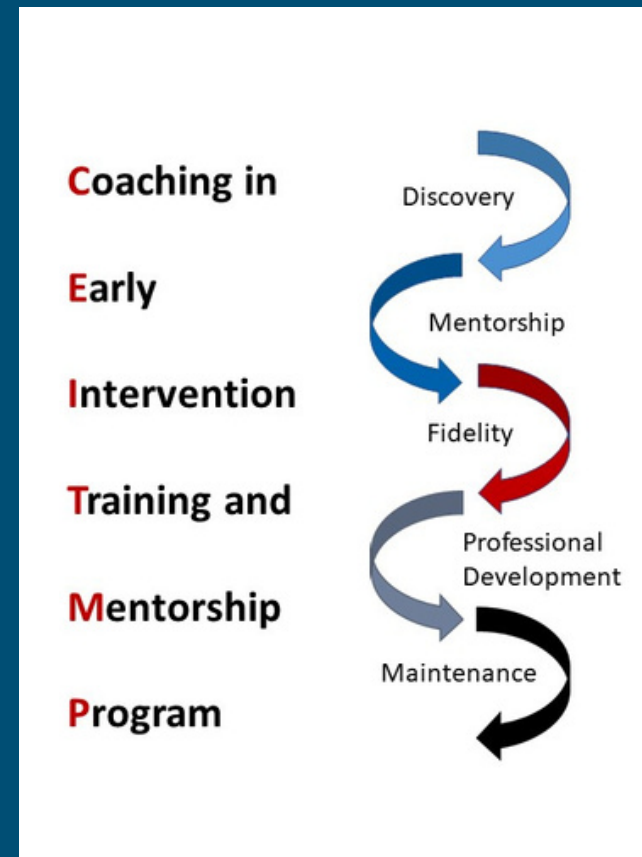 Coaching in
Early
Intervention
Training and
Mentorship
Program
Discovery
Mentorship
Fidelity
Professional
Development
Maintenance